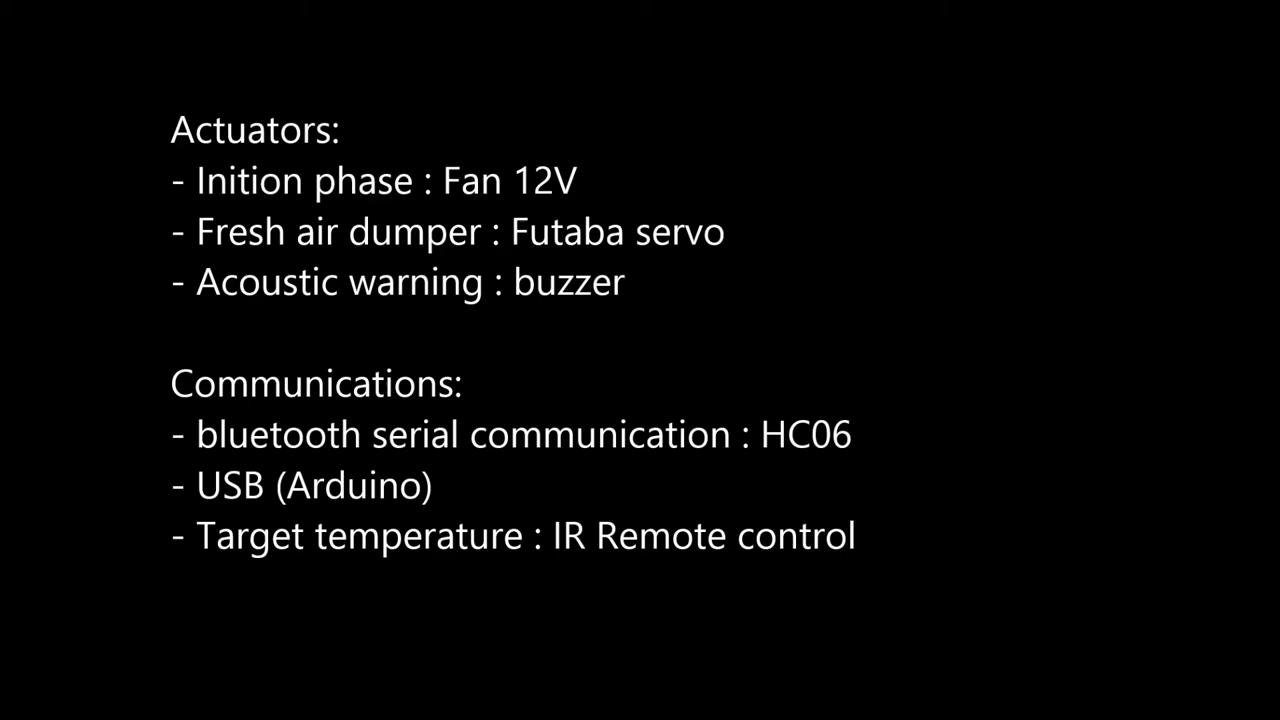 Actuators:
- Inition phase : Fan 12V
- Fresh air dumper : Futaba servo
- Acoustic warning : buzzer
Communications:
- bluetooth serial communication : HC06
- USB (Arduino)
- Target temperature : IR Remote control